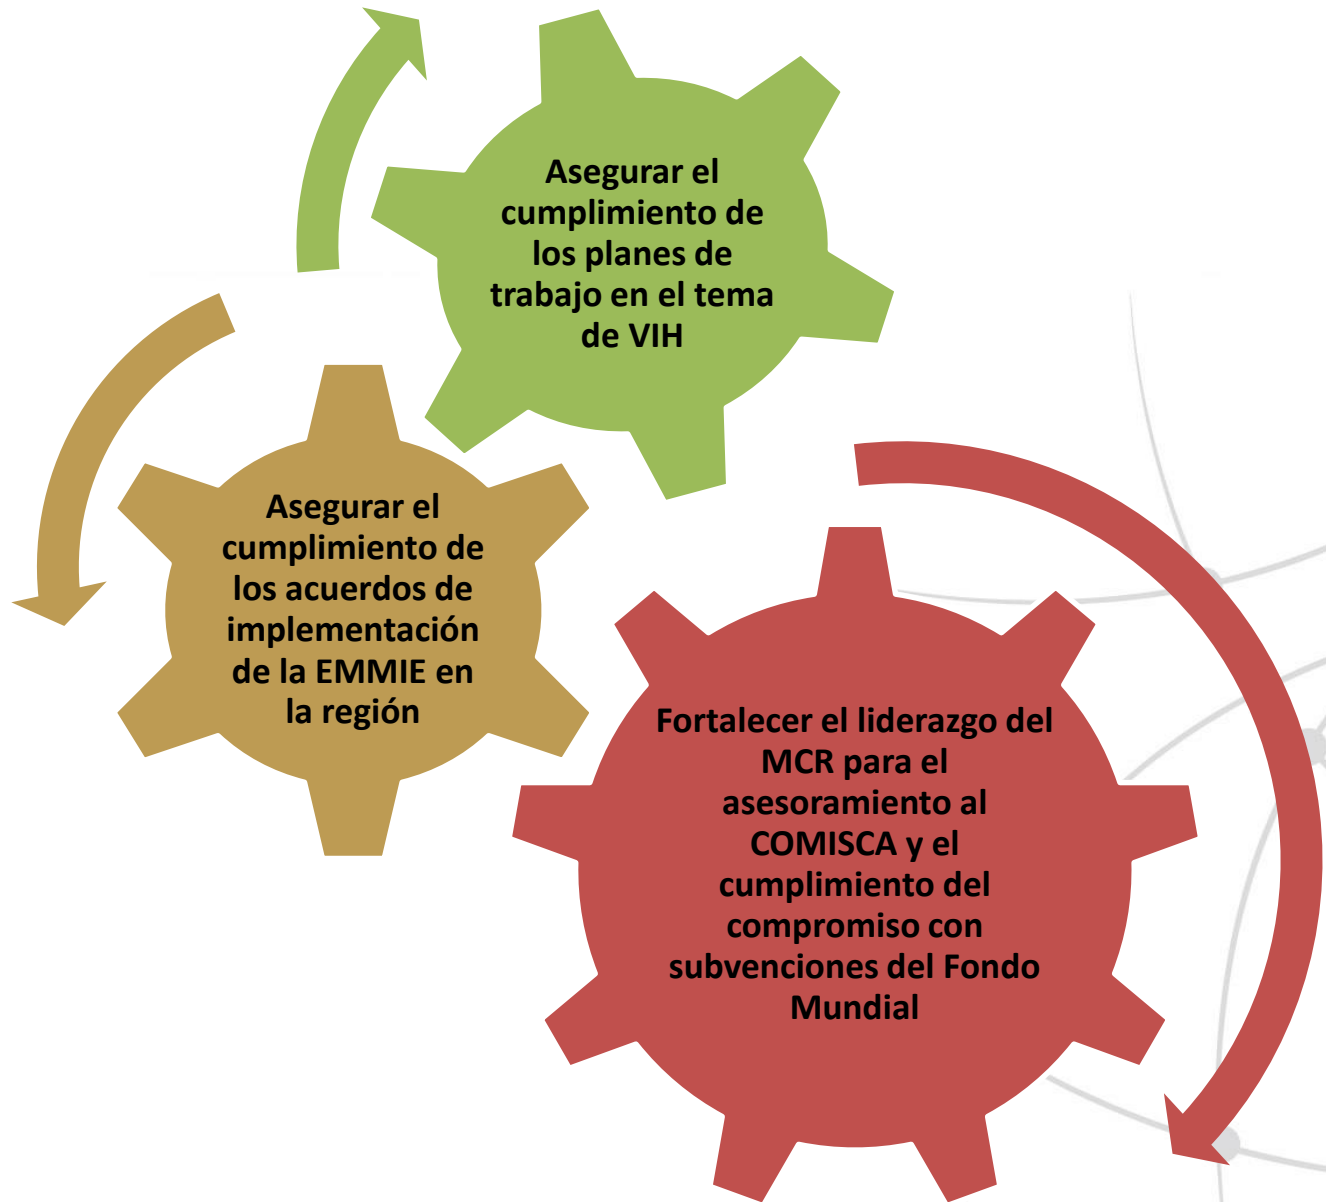 Asegurar el
cumplimiento de
los planes de
trabajo en el tema
de VIH
Asegurar el
cumplimiento de
los acuerdos de
implementación
de la EMMIE en
la región
Fortalecer el liderazgo del
MCR para el
asesoramiento al
COMISCA y el
cumplimiento del
compromiso con
subvenciones del Fondo
Mundial